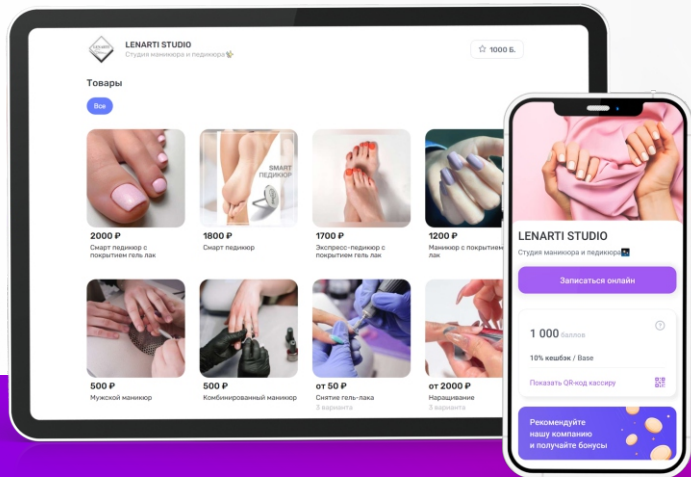 LENARTI STUDIO
Студия маникюра и педикюра
1000 Б.
Товары
Все
SMART
ПЕДИКЮР
2000 ₽
Смарт педикюр с
покрытием гель лак
1800 ₽
Смарт педикюр
1700 ₽
Экспресс-педикюр с
покрытием гель лак
1200 ₽
Маникюр с покрытием
лак
500 ₽
Мужской маникюр
500 ₽
Комбинированный маникюр
от 50 ₽
Снятие гель-лака
3 варианта
от 2000 ₽
Наращивание
3 варианта
LENARTI STUDIO
Студия маникюра и педикюра
Записаться онлайн
1 000 баллов
10% кешбэк / Base
Показать QR-код кассиру
Рекомендуйте
нашу компанию
и получайте бонусы